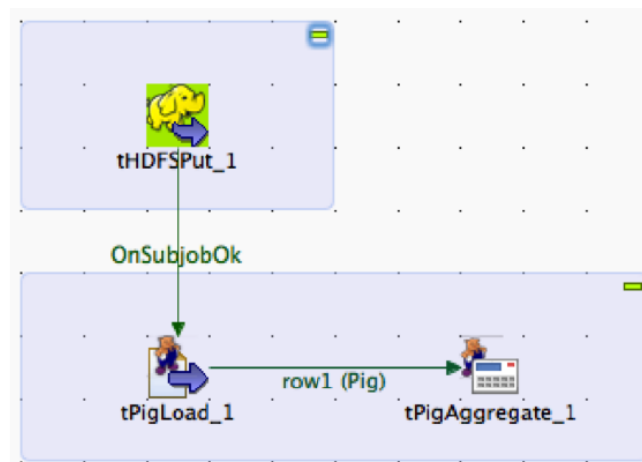 tHDFSPut_1
OnSubjobOk
row1 (Pig)
tPigLoad_1
tPigAggregate_1